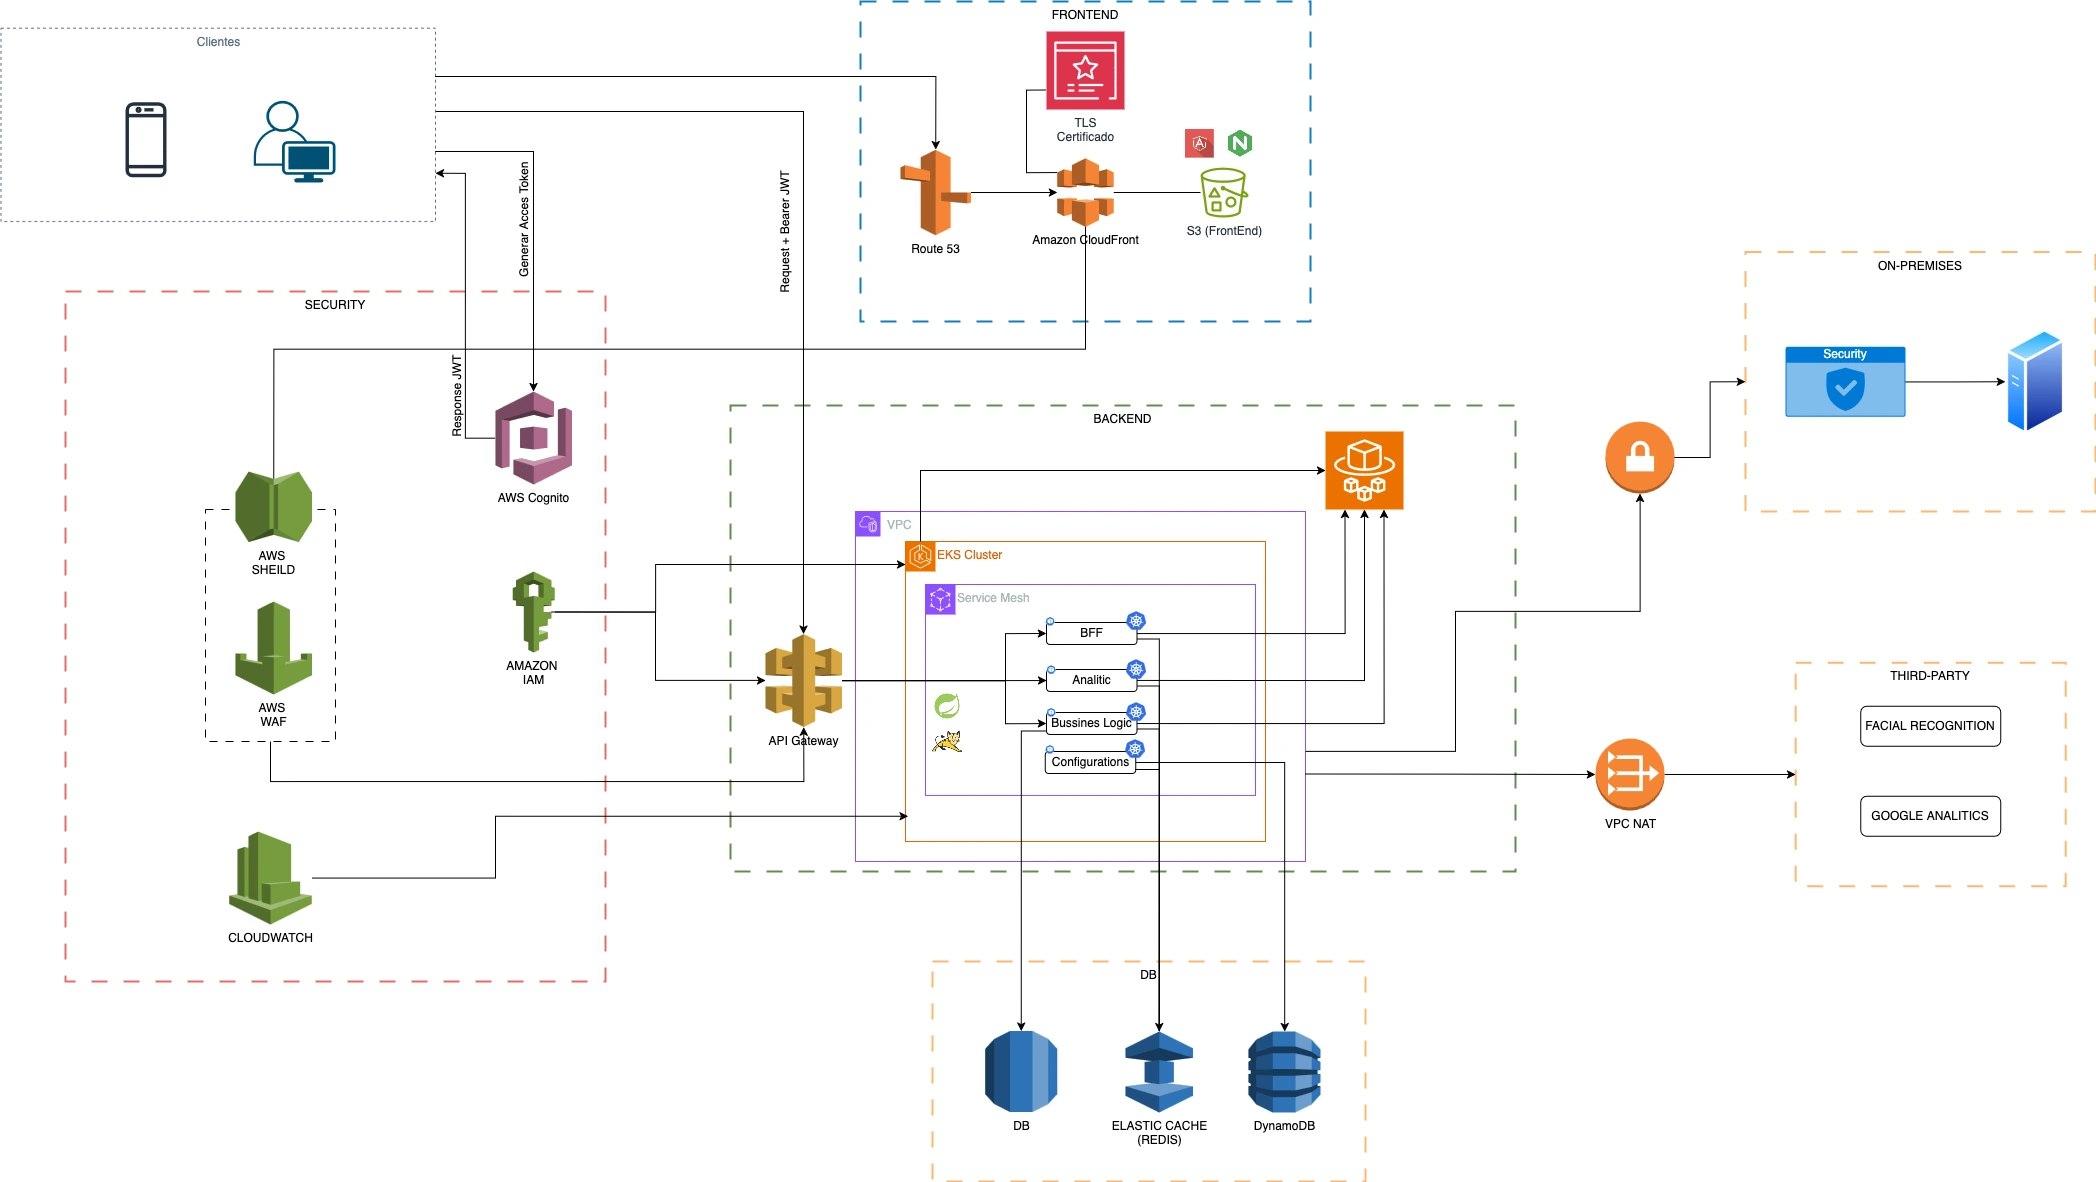 Clientes
FRONTEND
TLS
Certificado
Route 53
Amazon CloudFront
S3 (FrontEnd)
Generar Acces Token
Request + Bearer JWT
Response JWT
SECURITY
AWS Cognito
AWS
SHEILD
AWS
WAF
AMAZON
IAM
CLOUDWATCH
BACKEND
VPC
EKS Cluster
Service Mesh
BFF
Analitic
Bussines Logic
Configurations
API Gateway
ON-PREMISES
Security
THIRD-PARTY
FACIAL RECOGNITION
GOOGLE ANALITICS
VPC NAT
DB
DB
ELASTIC CACHE
(REDIS)
DynamoDB